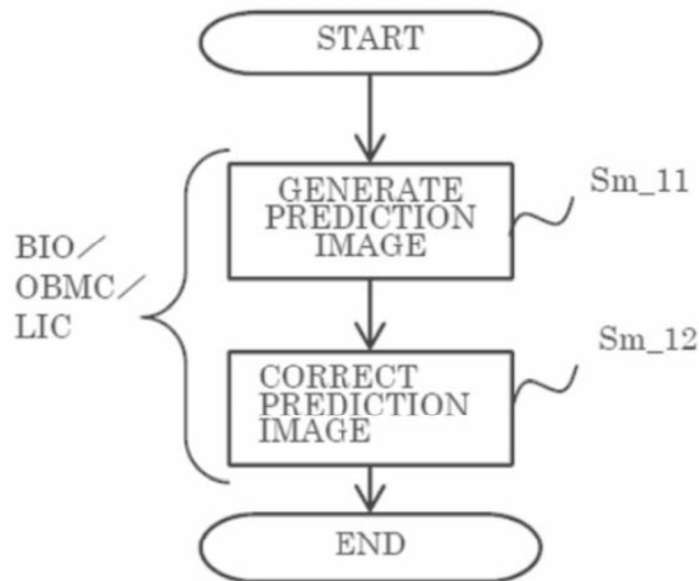 START
GENERATE
PREDICTION
IMAGE
Sm_11
BIO/
OBMC/
LIC
Sm_12
CORRECT
PREDICTION
IMAGE
END